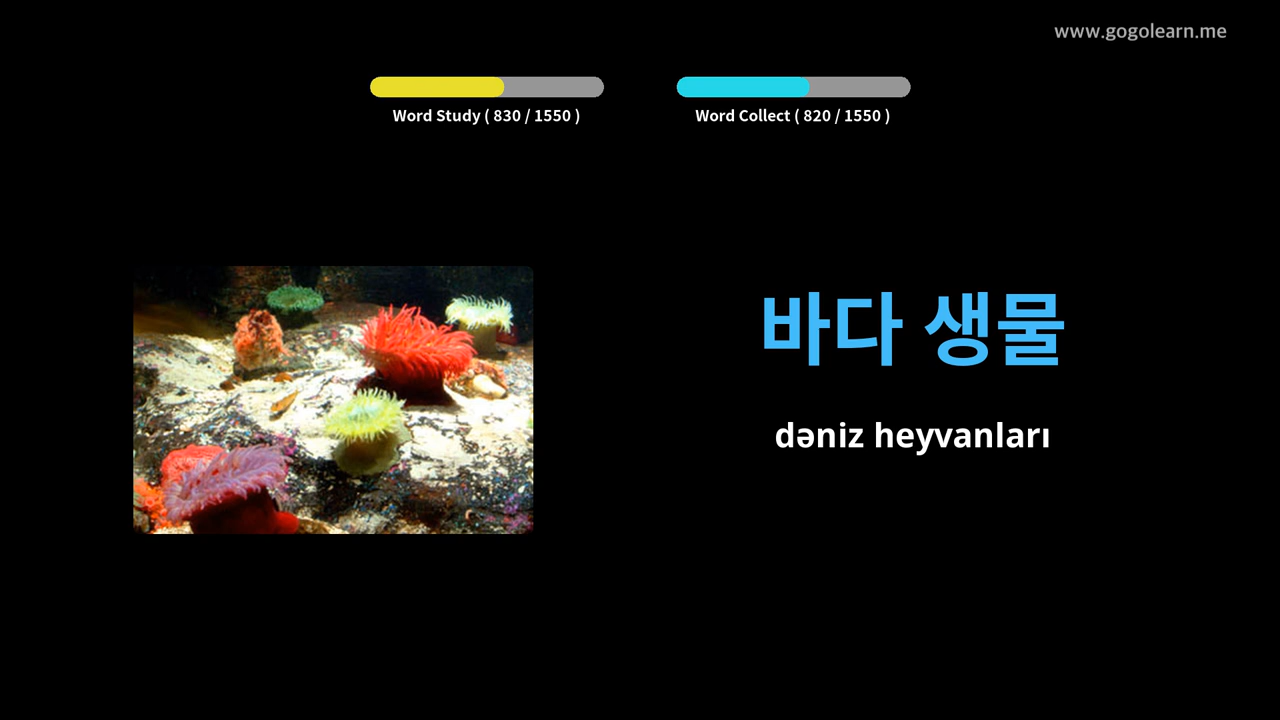 www.gogolearn.me
Word Study ( 830 / 1550 )
Word Collect ( 820 / 1550 )
바다 생물
dəniz heyvanları